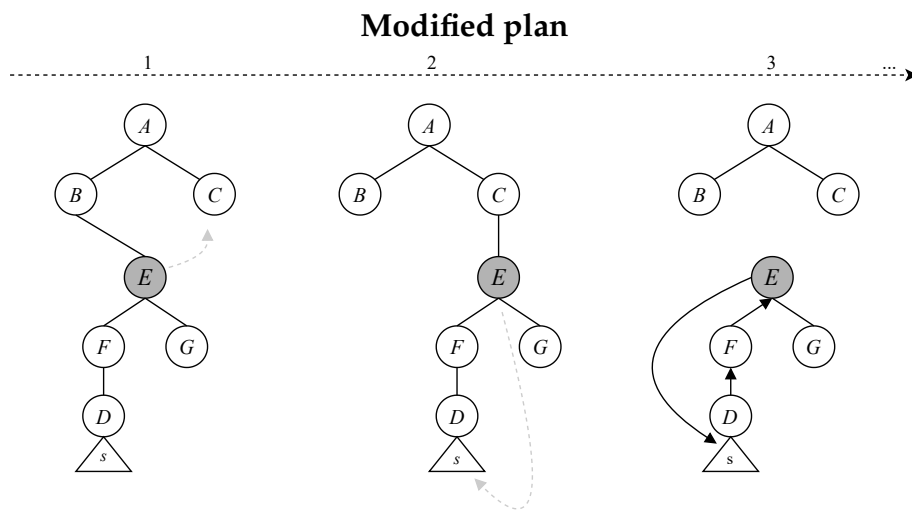 Modified plan
1 2 3 ...
A A A
B C B C B C
E E E
F G F G F G
D D D
s s s